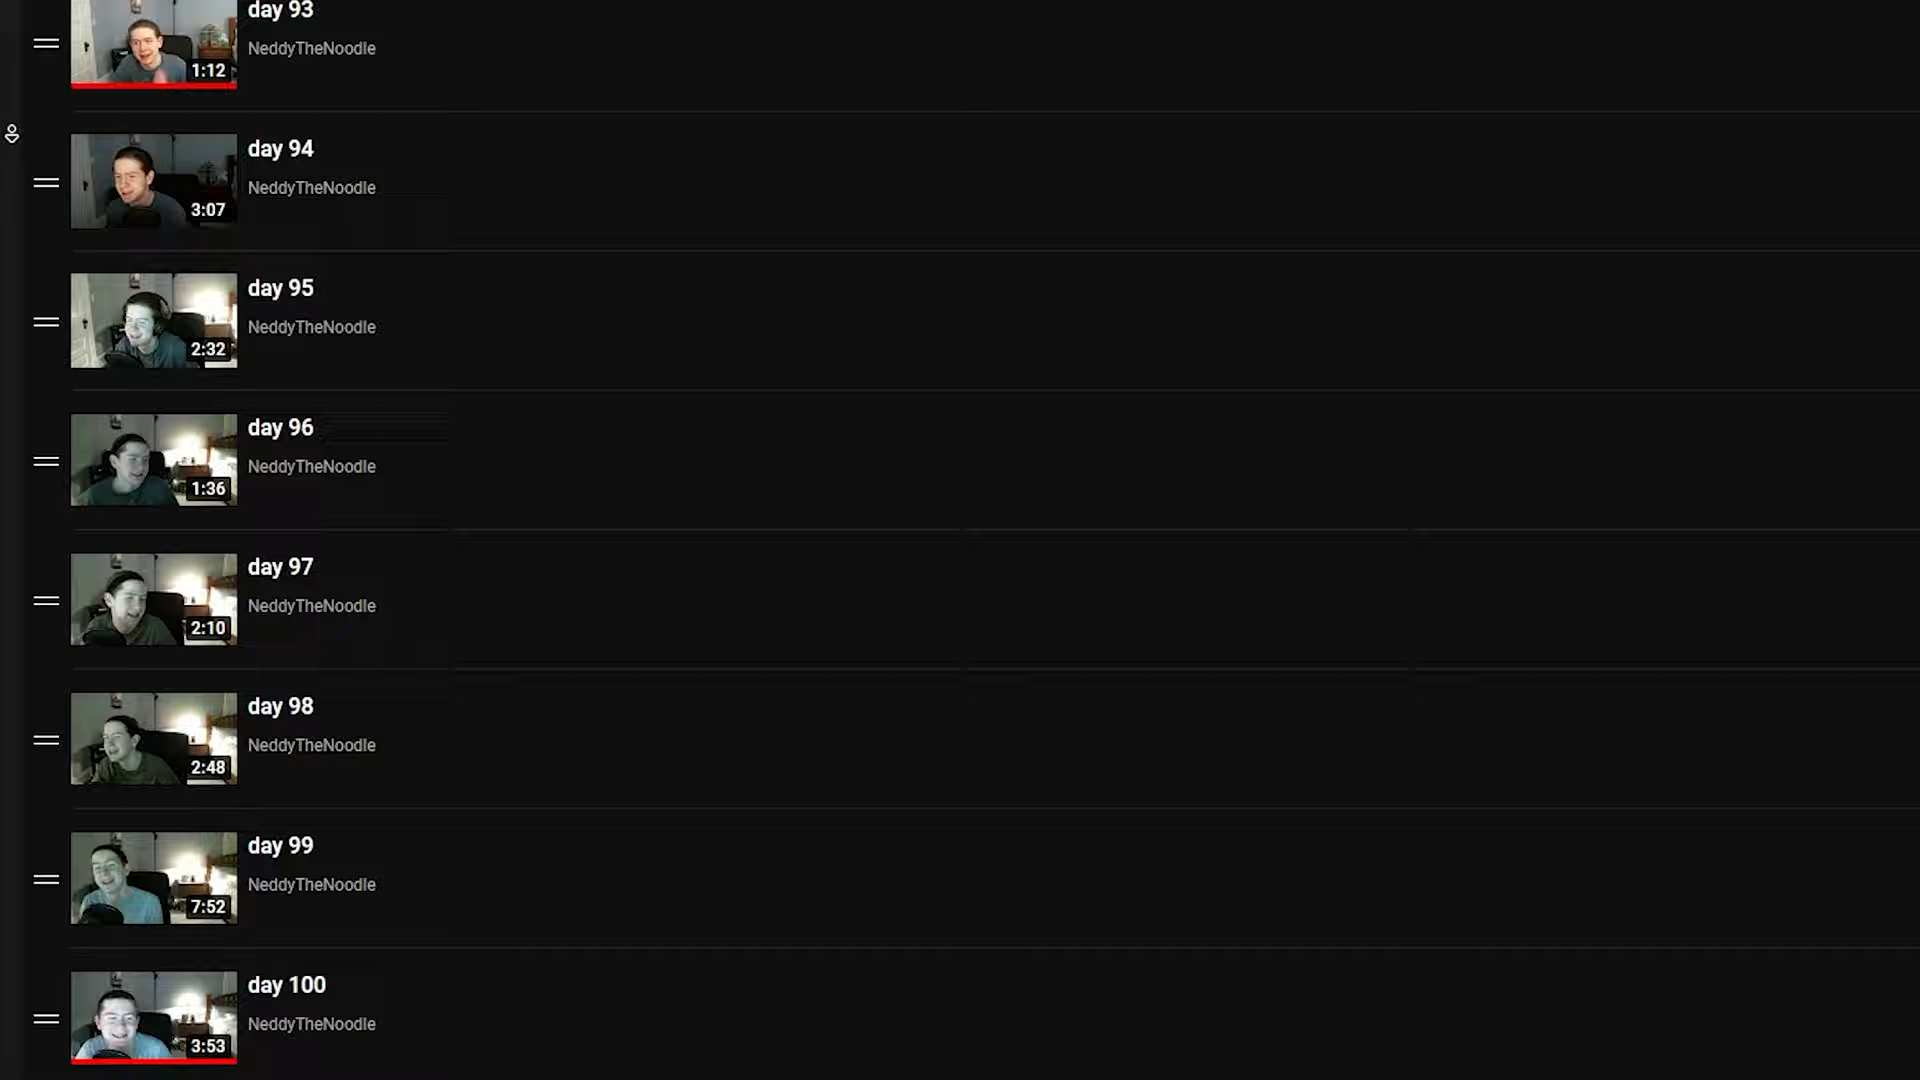 day 93
NeddyTheNoodle
1:12
day 94
NeddyTheNoodle
3:07
day 95
NeddyTheNoodle
2:32
day 96
NeddyTheNoodle
1:36
day 97
NeddyTheNoodle
2:10
day 98
NeddyTheNoodle
2:48
day 99
NeddyTheNoodle
7:52
day 100
NeddyTheNoodle
3:53